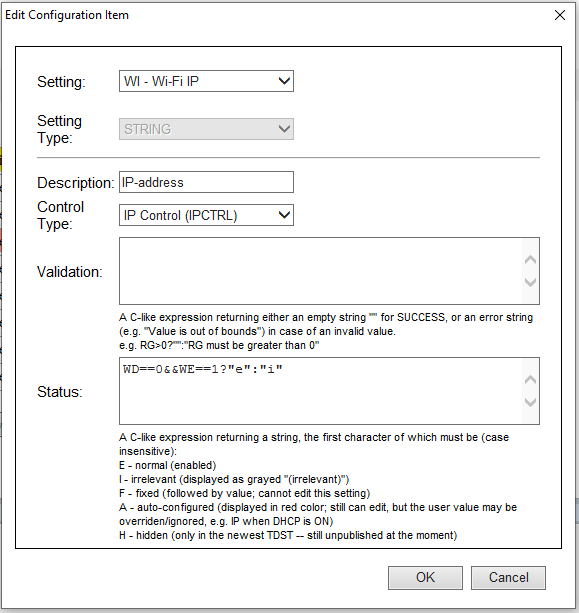 Edit Configuration Item
Setting:
WI - Wi-Fi IP
Setting
Type:
STRING
Description:
IP-address
Control
Type:
IP Control (IPCTRL)
Validation:
A C-like expression returning either an empty string "" for SUCCESS, or an error string
(e.g. "Value is out of bounds") in case of an invalid value.
e.g. RG>0?"":"RG must be greater than 0"
Status:
WD==0&&WE==1?"e":"i"
A C-like expression returning a string, the first character of which must be (case
insensitive):
E - normal (enabled)
I - irrelevant (displayed as grayed "(irrelevant)")
F - fixed (followed by value; cannot edit this setting)
A - auto-configured (displayed in red color; still can edit, but the user value may be
overriden/ignored, e.g. IP when DHCP is ON)
H - hidden (only in the newest TDST -- still unpublished at the moment)
OK
Cancel